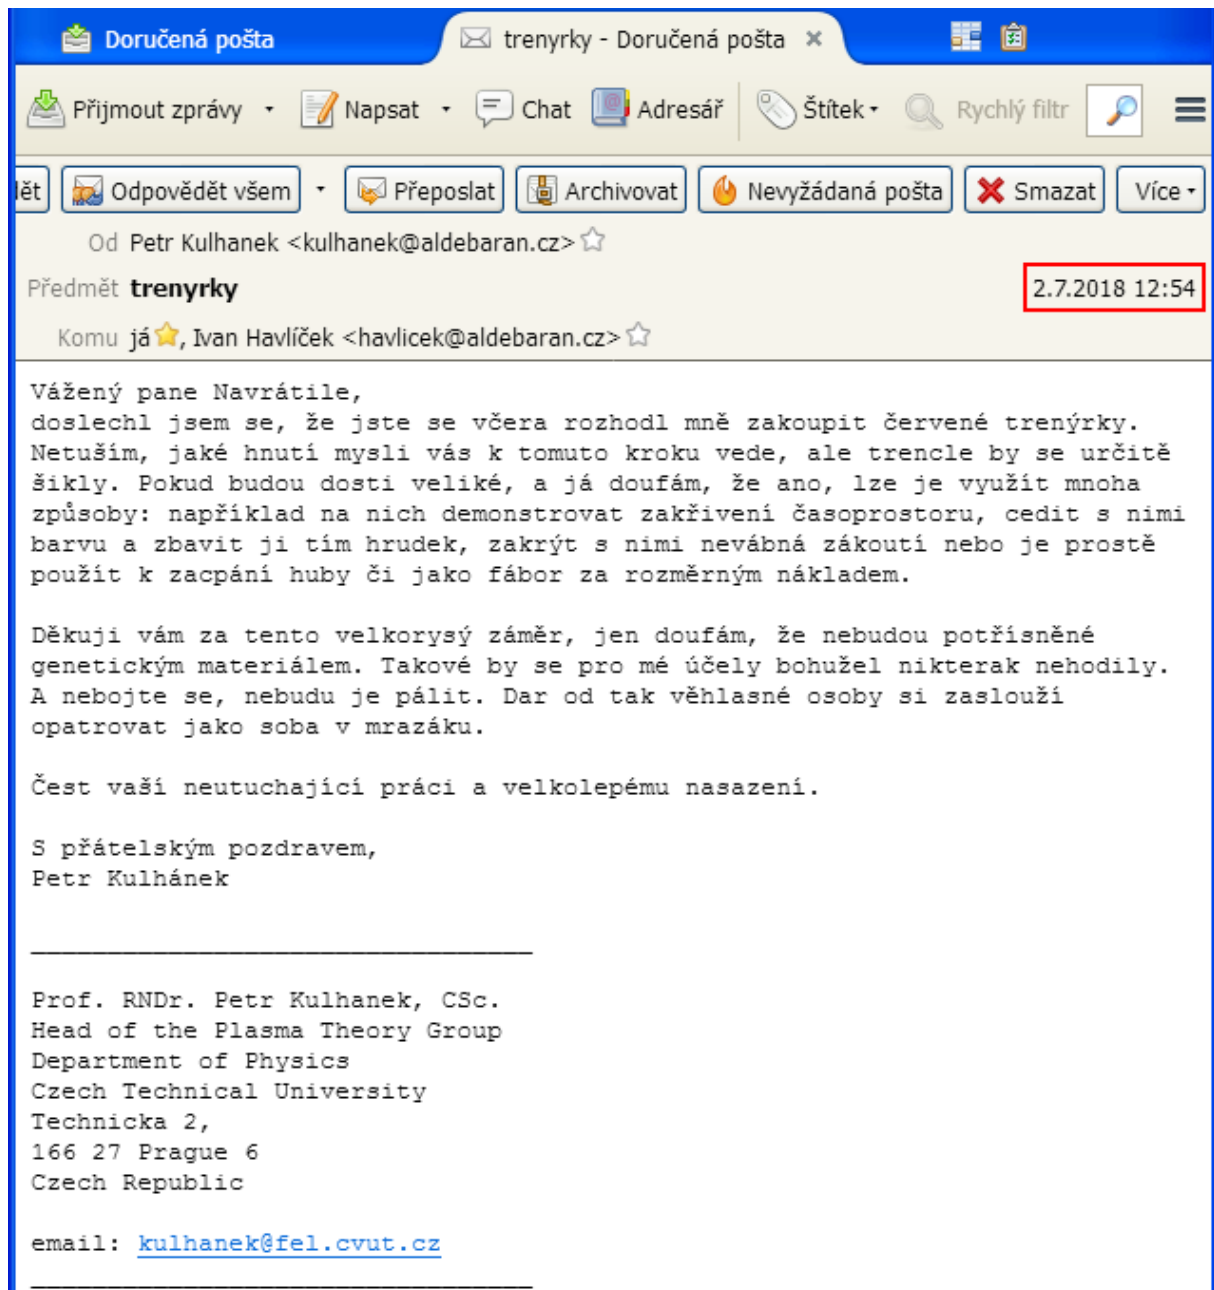 Doručená pošta
trenyrky - Doručená pošta
Přijmout zprávy Napsat Chat Adresář Štítek Rychlý filtr
ět Odpovědět všem Přeposlat Archivovat Nevyžádaná pošta Smazat Více
Od Petr Kulhanek <kulhanek@aldebaran.cz>
Předmět trenyrky 2.7.2018 12:54
Komu já, Ivan Havlíček <havlicek@aldebaran.cz>
Vážený pane Navrátile,
doslechl jsem se, že jste se včera rozhodl mně zakoupit červené trenýrky.
Netuším, jaké hnutí mysli vás k tomuto kroku vede, ale trencle by se určitě
šikly. Pokud budou dosti veliké, a já doufám, že ano, lze je využít mnoha
způsoby: například na nich demonstrovat zakřivení časoprostoru, cedit s nimi
barvu a zbavit ji tím hrudek, zakrýt s nimi nevábná zákoutí nebo je prostě
použít k zacpání huby či jako fábor za rozměrným nákladem.
Děkuji vám za tento velkorysý záměr, jen doufám, že nebudou potřísněné
genetickým materiálem. Takové by se pro mé účely bohužel nikterak nehodily.
A nebojte se, nebudu je pálit. Dar od tak věhlasné osoby si zaslouží
opatrovat jako soba v mrazáku.
Čest vaší neutuchající práci a velkolepému nasazení.
S přátelským pozdravem,
Petr Kulhánek
Prof. RNDr. Petr Kulhanek, CSc.
Head of the Plasma Theory Group
Department of Physics
Czech Technical University
Technicka 2,
166 27 Prague 6
Czech Republic
email: kulhanek@fel.cvut.cz